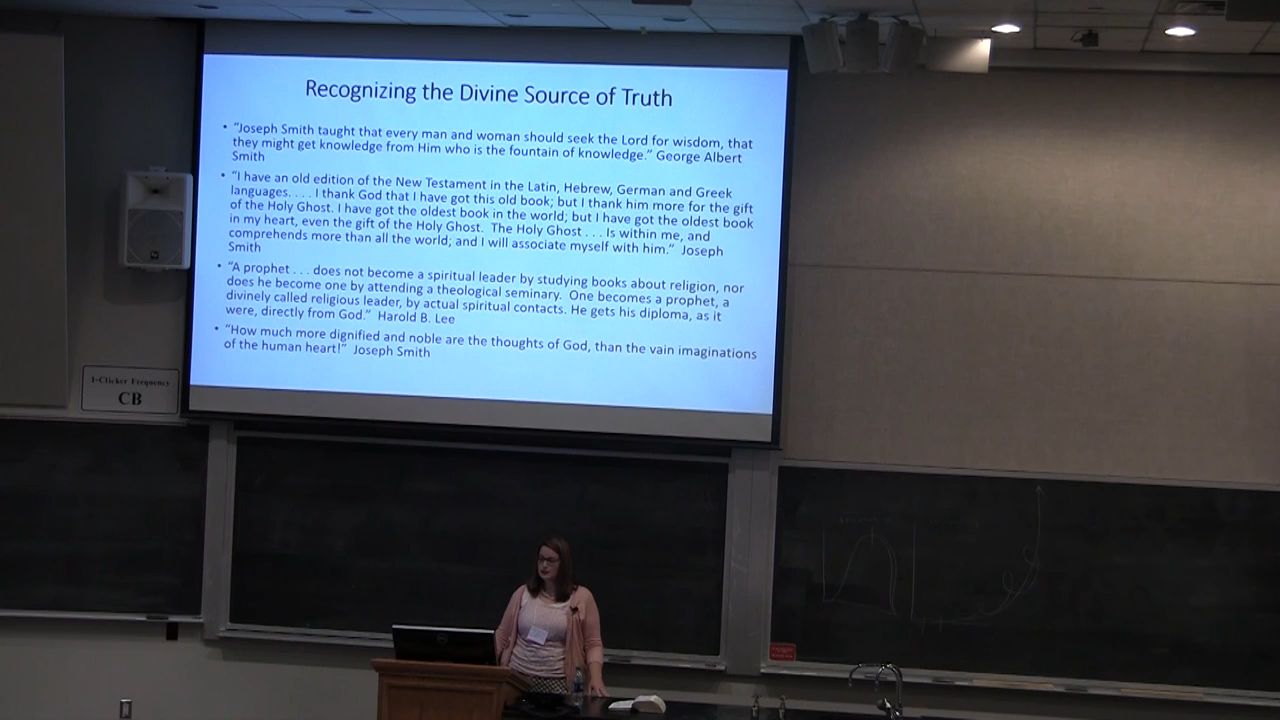 Recognizing the Divine Source of Truth
• “Joseph Smith taught that every man and woman should seek the Lord for wisdom, that
they might get knowledge from Him who is the fountain of knowledge.” George Albert
Smith
• “I have an old edition of the New Testament in the Latin, Hebrew, German and Greek
languages. . . . I thank God that I have got this old book; but I thank him more for the gift
of the Holy Ghost. I have got the oldest book in the world; but I have got the oldest book
in my heart, even the gift of the Holy Ghost. The Holy Ghost . . . Is within me, and
comprehends more than all the world; and I will associate myself with him.” Joseph
Smith
• “A prophet . . . does not become a spiritual leader by studying books about religion, nor
does he become one by attending a theological seminary. One becomes a prophet, a
divinely called religious leader, by actual spiritual contacts. He gets his diploma, as it
were, directly from God.” Harold B. Lee
• “How much more dignified and noble are the thoughts of God, than the vain imaginations
of the human heart!” Joseph Smith
I-Clicker Frequency
CB